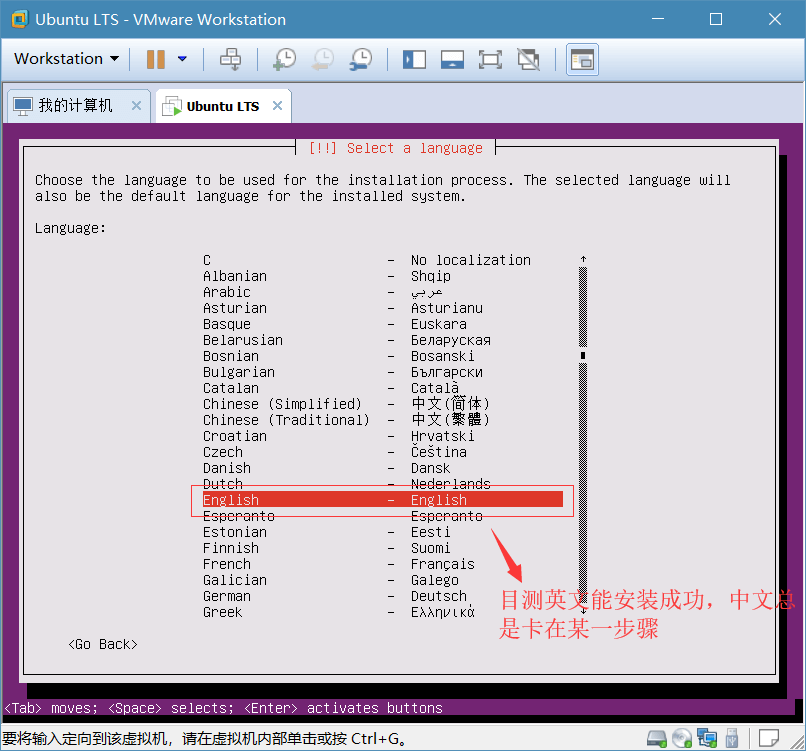 Ubuntu LTS - VMware Workstation
Workstation
我的计算机
Ubuntu LTS
[!!] Select a language
Choose the language to be used for the installation process. The selected language will
also be the default language for the installed system.
Language:
C - No localization
Albanian - Shqip
Arabic - عربي
Asturian - Asturianu
Basque - Euskara
Belarusian - Беларуская
Bosnian - Bosanski
Bulgarian - Български
Catalan - Català
Chinese (Simplified) - 中文(简体)
Chinese (Traditional) - 中文(繁體)
Croatian - Hrvatski
Czech - Čeština
Danish - Dansk
Dutch - Nederlands
English - English
Esperanto - Esperanto
Estonian - Eesti
Finnish - Suomi
French - Français
Galician - Galego
German - Deutsch
Greek - Ελληνικά
目测英文能安装成功，中文总
是卡在某一步骤
<Go Back>
<Tab> moves; <Space> selects; <Enter> activates buttons
要将输入定向到该虚拟机，请在虚拟机内部单击或按 Ctrl+G。